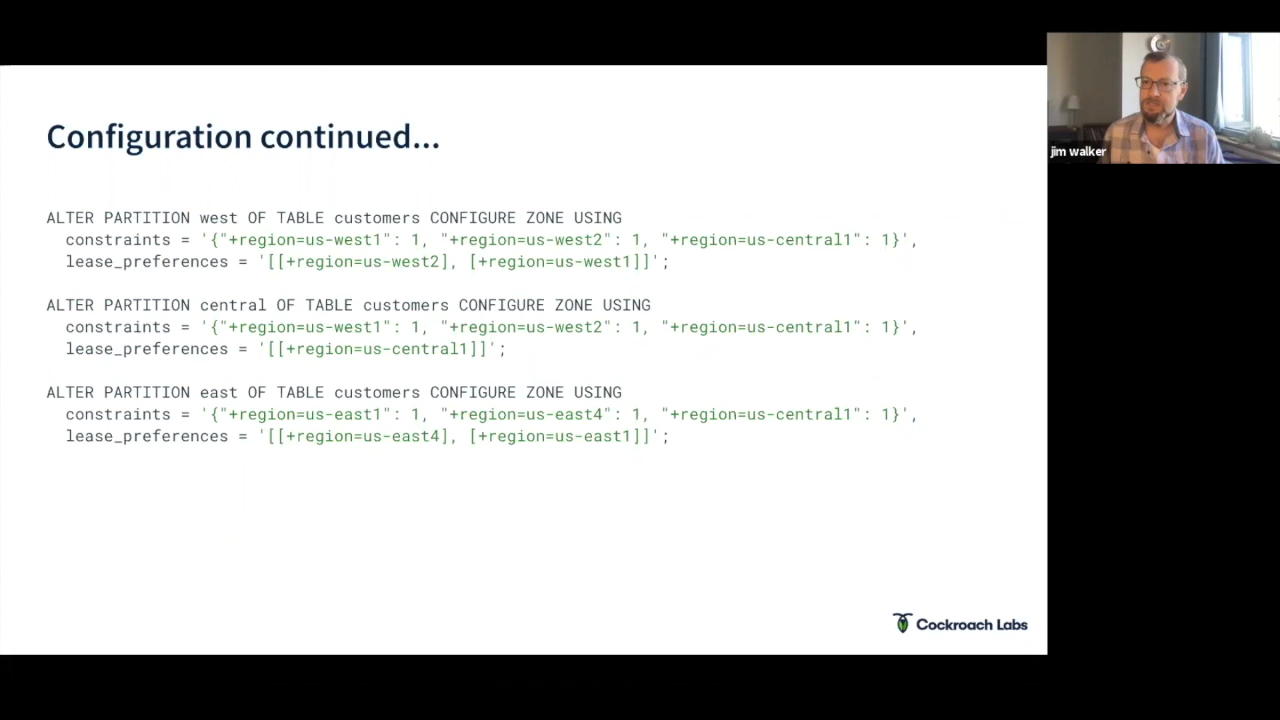 Configuration continued...
ALTER PARTITION west OF TABLE customers CONFIGURE ZONE USING
constraints = '{"+region=us-west1": 1, "+region=us-west2": 1, "+region=us-central1": 1}',
lease_preferences = '[[+region=us-west2], [+region=us-west1]]';
ALTER PARTITION central OF TABLE customers CONFIGURE ZONE USING
constraints = '{"+region=us-west1": 1, "+region=us-west2": 1, "+region=us-central1": 1}',
lease_preferences = '[[+region=us-central1]]';
ALTER PARTITION east OF TABLE customers CONFIGURE ZONE USING
constraints = '{"+region=us-east1": 1, "+region=us-east4": 1, "+region=us-central1": 1}',
lease_preferences = '[[+region=us-east4], [+region=us-east1]]';
Cockroach Labs
jim walker